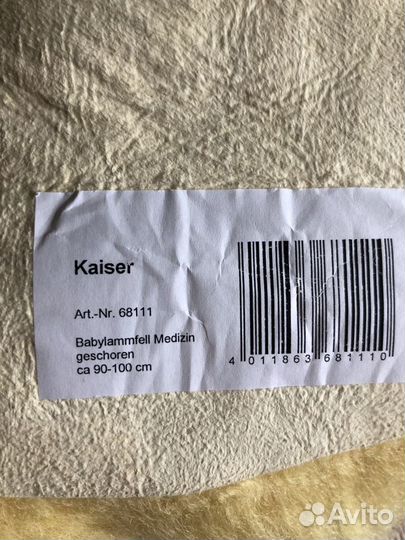 Kaiser
Art.-Nr. 68111
Babylammfell Medizin
geschoren
ca 90-100 cm
4 011863 681110
Avito